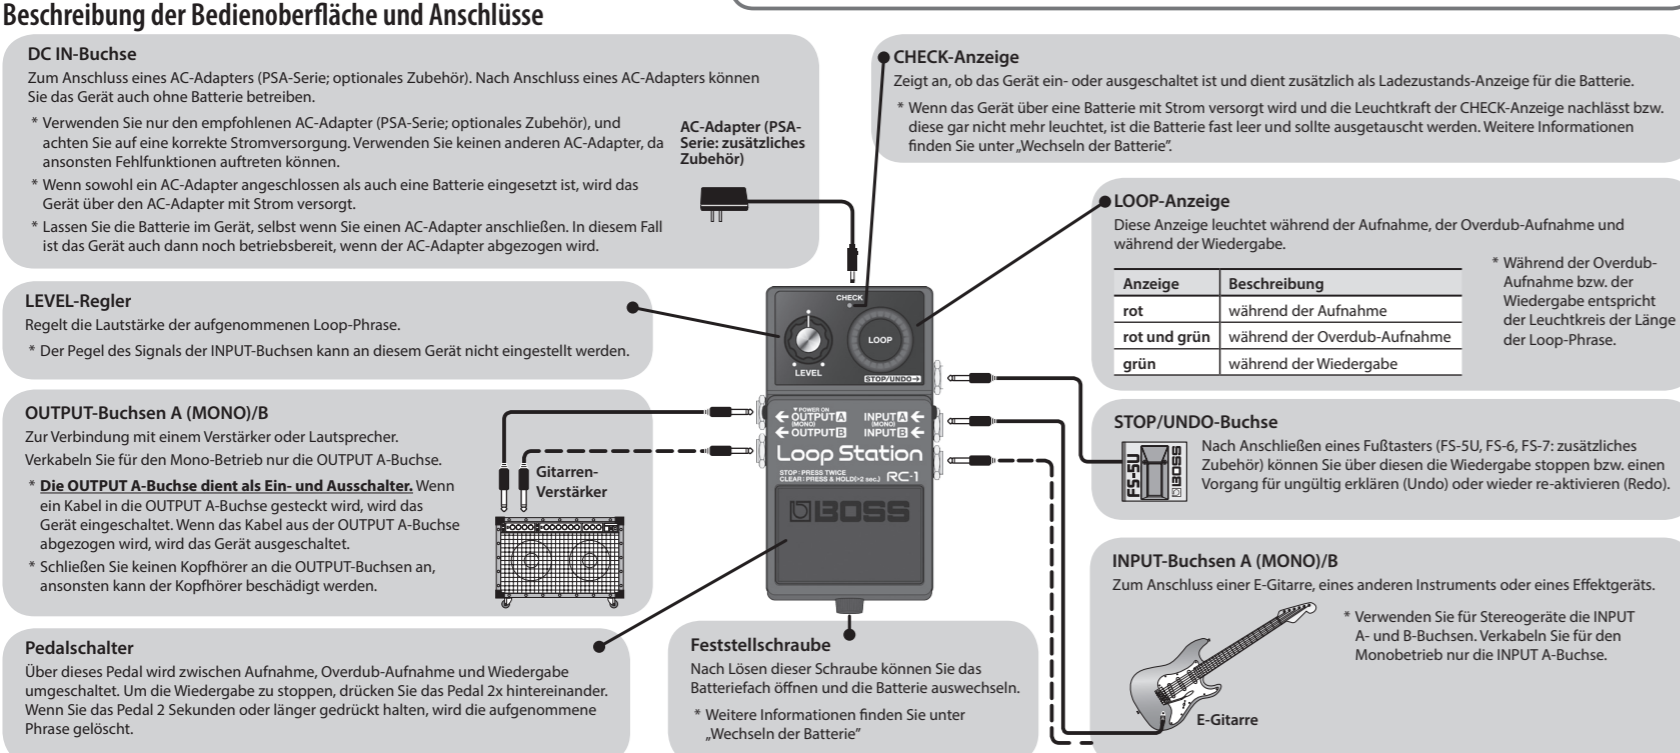 Beschreibung der Bedienoberfläche und Anschlüsse
DC IN-Buchse
Zum Anschluss eines AC-Adapters (PSA-Serie; optionales Zubehör). Nach Anschluss eines AC-Adapters können
Sie das Gerät auch ohne Batterie betreiben.
* Verwenden Sie nur den empfohlenen AC-Adapter (PSA-Serie; optionales Zubehör), und
achten Sie auf eine korrekte Stromversorgung. Verwenden Sie keinen anderen AC-Adapter, da
ansonsten Fehlfunktionen auftreten können.
* Wenn sowohl ein AC-Adapter angeschlossen als auch eine Batterie eingesetzt ist, wird das
Gerät über den AC-Adapter mit Strom versorgt.
* Lassen Sie die Batterie im Gerät, selbst wenn Sie einen AC-Adapter anschließen. In diesem Fall
ist das Gerät auch dann noch betriebsbereit, wenn der AC-Adapter abgezogen wird.
AC-Adapter (PSA-
Serie: zusätzliches
Zubehör)
CHECK-Anzeige
Zeigt an, ob das Gerät ein- oder ausgeschaltet ist und dient zusätzlich als Ladezustands-Anzeige für die Batterie.
* Wenn das Gerät über eine Batterie mit Strom versorgt wird und die Leuchtkraft der CHECK-Anzeige nachlässt bzw.
diese gar nicht mehr leuchtet, ist die Batterie fast leer und sollte ausgetauscht werden. Weitere Informationen
finden Sie unter „Wechseln der Batterie“.
LOOP-Anzeige
Diese Anzeige leuchtet während der Aufnahme, der Overdub-Aufnahme und
während der Wiedergabe.
Anzeige Beschreibung
rot während der Aufnahme
rot und grün während der Overdub-Aufnahme
grün während der Wiedergabe
* Während der Overdub-
Aufnahme bzw. der
Wiedergabe entspricht
der Leuchtkreis der Länge
der Loop-Phrase.
LEVEL-Regler
Regelt die Lautstärke der aufgenommenen Loop-Phrase.
* Der Pegel des Signals der INPUT-Buchsen kann an diesem Gerät nicht eingestellt werden.
OUTPUT-Buchsen A (MONO)/B
Zur Verbindung mit einem Verstärker oder Lautsprecher.
Verkabeln Sie für den Mono-Betrieb nur die OUTPUT A-Buchse.
* Die OUTPUT A-Buchse dient als Ein- und Ausschalter. Wenn
ein Kabel in die OUTPUT A-Buchse gesteckt wird, wird das
Gerät eingeschaltet. Wenn das Kabel aus der OUTPUT A-Buchse
abgezogen wird, wird das Gerät ausgeschaltet.
* Schließen Sie keinen Kopfhörer an die OUTPUT-Buchsen an,
ansonsten kann der Kopfhörer beschädigt werden.
Gitarren-
Verstärker
CHECK
LOOP
LEVEL
STOP/UNDO→
▼POWER ON
← OUTPUT A INPUT A ←
(MONO) (MONO)
← OUTPUT B INPUT B ←
Loop Station
STOP : PRESS TWICE
CLEAR : PRESS & HOLD(>2 sec.) RC-1
BOSS
STOP/UNDO-Buchse
Nach Anschließen eines Fußtasters (FS-5U, FS-6, FS-7: zusätzliches
Zubehör) können Sie über diesen die Wiedergabe stoppen bzw. einen
Vorgang für ungültig erklären (Undo) oder wieder re-aktivieren (Redo).
FS-5U
BOSS
INPUT-Buchsen A (MONO)/B
Zum Anschluss einer E-Gitarre, eines anderen Instruments oder eines Effektgeräts.
* Verwenden Sie für Stereogeräte die INPUT
A- und B-Buchsen. Verkabeln Sie für den
Monobetrieb nur die INPUT A-Buchse.
E-Gitarre
Pedalschalter
Über dieses Pedal wird zwischen Aufnahme, Overdub-Aufnahme und Wiedergabe
umgeschaltet. Um die Wiedergabe zu stoppen, drücken Sie das Pedal 2x hintereinander.
Wenn Sie das Pedal 2 Sekunden oder länger gedrückt halten, wird die aufgenommene
Phrase gelöscht.
Feststellschraube
Nach Lösen dieser Schraube können Sie das
Batteriefach öffnen und die Batterie auswechseln.
* Weitere Informationen finden Sie unter
„Wechseln der Batterie“